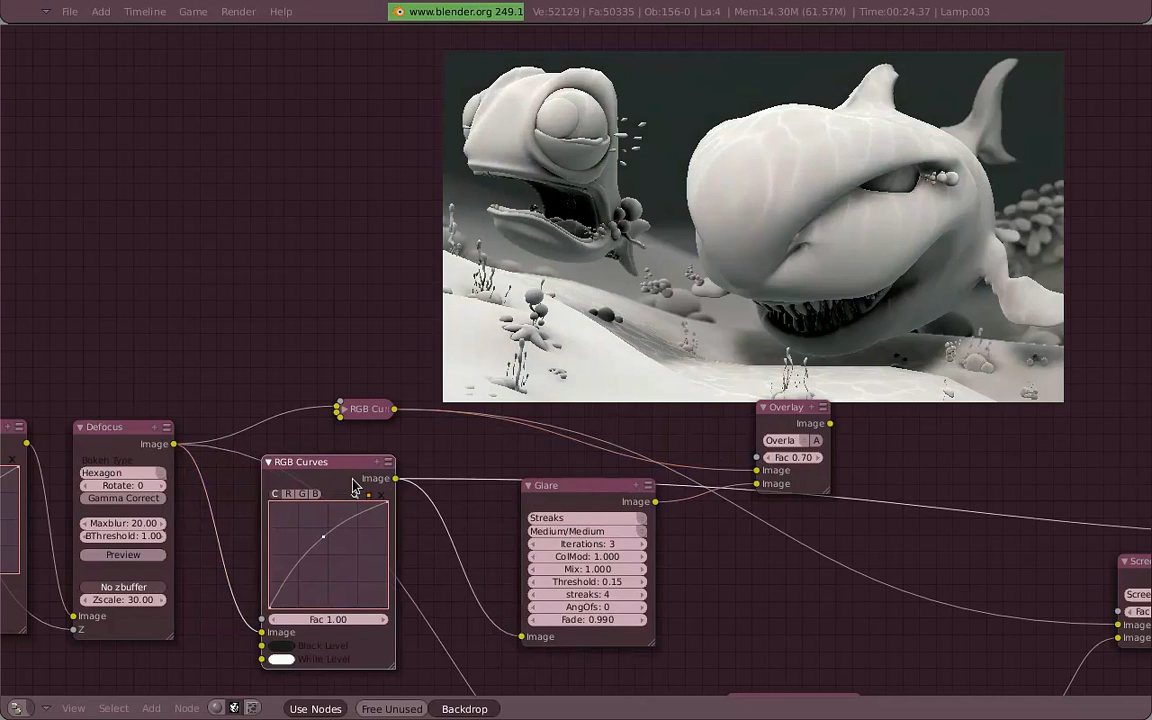 File Add Timeline Game Render Help www.blender.org 249.1 Ve:52129 | Fa:50335 | Ob:156-0 | La:4 | Mem:14.30M (61.57M) | Time:00:24.37 | Lamp.003
RGB Cu
Overlay
Image
Overla A
Fac 0.70
Image
Image
Defocus
Image
Bokeh Type
Hexagon
Rotate: 0
Gamma Correct
Maxblur: 20.00
BThreshold: 1.00
Preview
No zbuffer
Zscale: 30.00
Image
Z
RGB Curves
Image
C R G B
Fac 1.00
Image
Black Level
White Level
Glare
Image
Streaks
Medium/Medium
Iterations: 3
ColMod: 1.000
Mix: 1.000
Threshold: 0.15
streaks: 4
AngOfs: 0
Fade: 0.990
Image
Scre
Scree
Fac
Image
Image
View Select Add Node Use Nodes Free Unused Backdrop